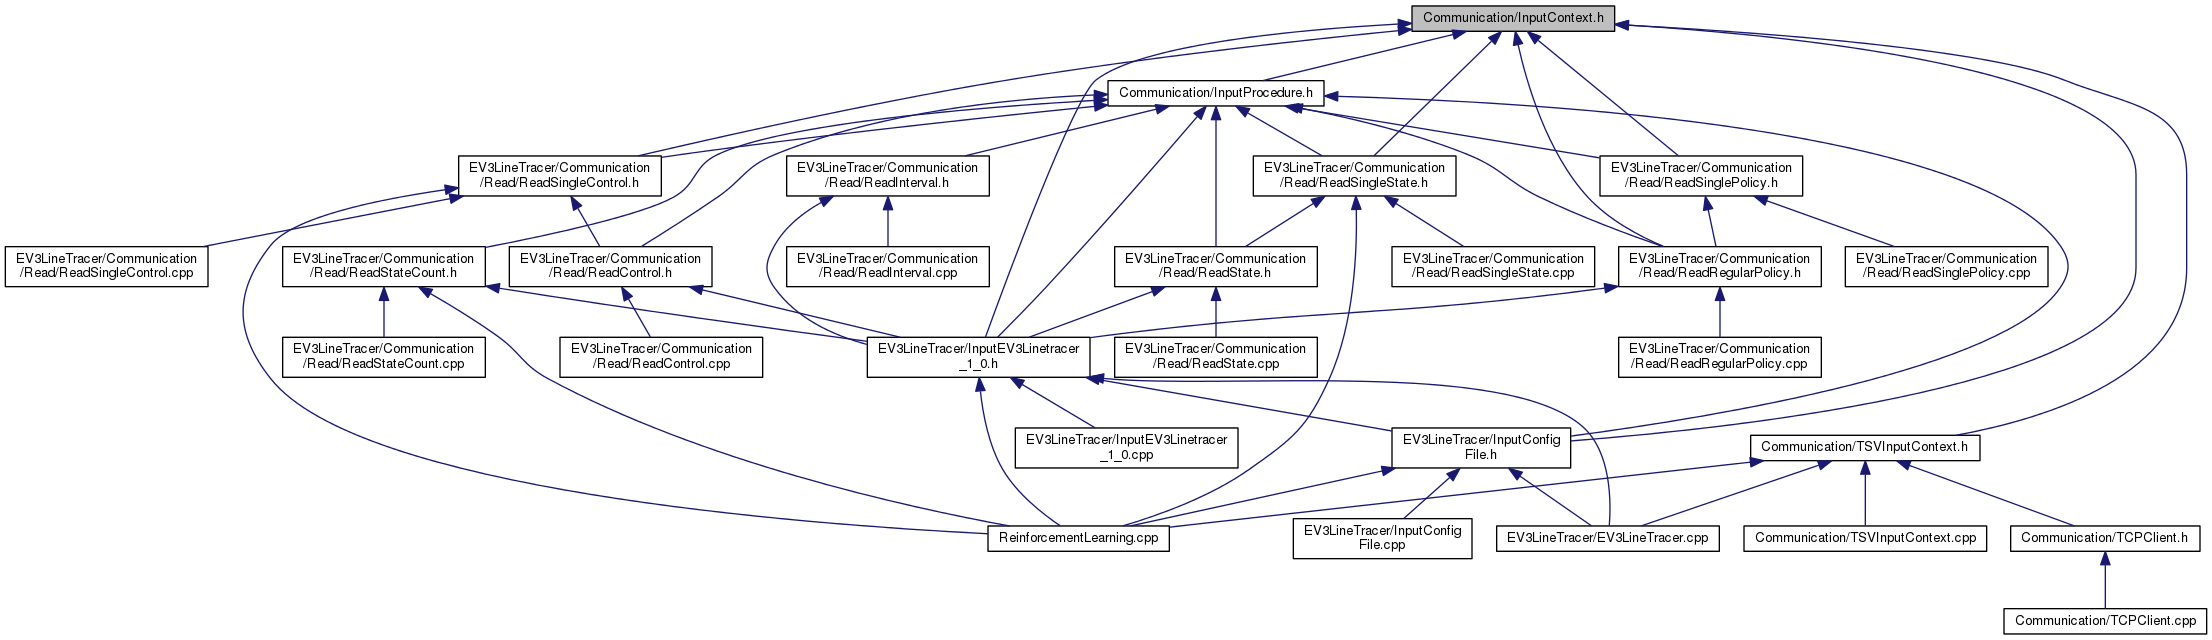 Communication/InputContext.h
Communication/InputProcedure.h
EV3LineTracer/Communication
/Read/ReadSingleControl.h
EV3LineTracer/Communication
/Read/ReadInterval.h
EV3LineTracer/Communication
/Read/ReadSingleState.h
EV3LineTracer/Communication
/Read/ReadSinglePolicy.h
EV3LineTracer/Communication
/Read/ReadSingleControl.cpp
EV3LineTracer/Communication
/Read/ReadStateCount.h
EV3LineTracer/Communication
/Read/ReadControl.h
EV3LineTracer/Communication
/Read/ReadInterval.cpp
EV3LineTracer/Communication
/Read/ReadState.h
EV3LineTracer/Communication
/Read/ReadSingleState.cpp
EV3LineTracer/Communication
/Read/ReadRegularPolicy.h
EV3LineTracer/Communication
/Read/ReadSinglePolicy.cpp
EV3LineTracer/Communication
/Read/ReadStateCount.cpp
EV3LineTracer/Communication
/Read/ReadControl.cpp
EV3LineTracer/InputEV3Linetracer
_1_0.h
EV3LineTracer/Communication
/Read/ReadState.cpp
EV3LineTracer/Communication
/Read/ReadRegularPolicy.cpp
EV3LineTracer/InputEV3Linetracer
_1_0.cpp
EV3LineTracer/InputConfig
File.h
Communication/TSVInputContext.h
ReinforcementLearning.cpp
EV3LineTracer/InputConfig
File.cpp
EV3LineTracer/EV3LineTracer.cpp
Communication/TSVInputContext.cpp
Communication/TCPClient.h
Communication/TCPClient.cpp